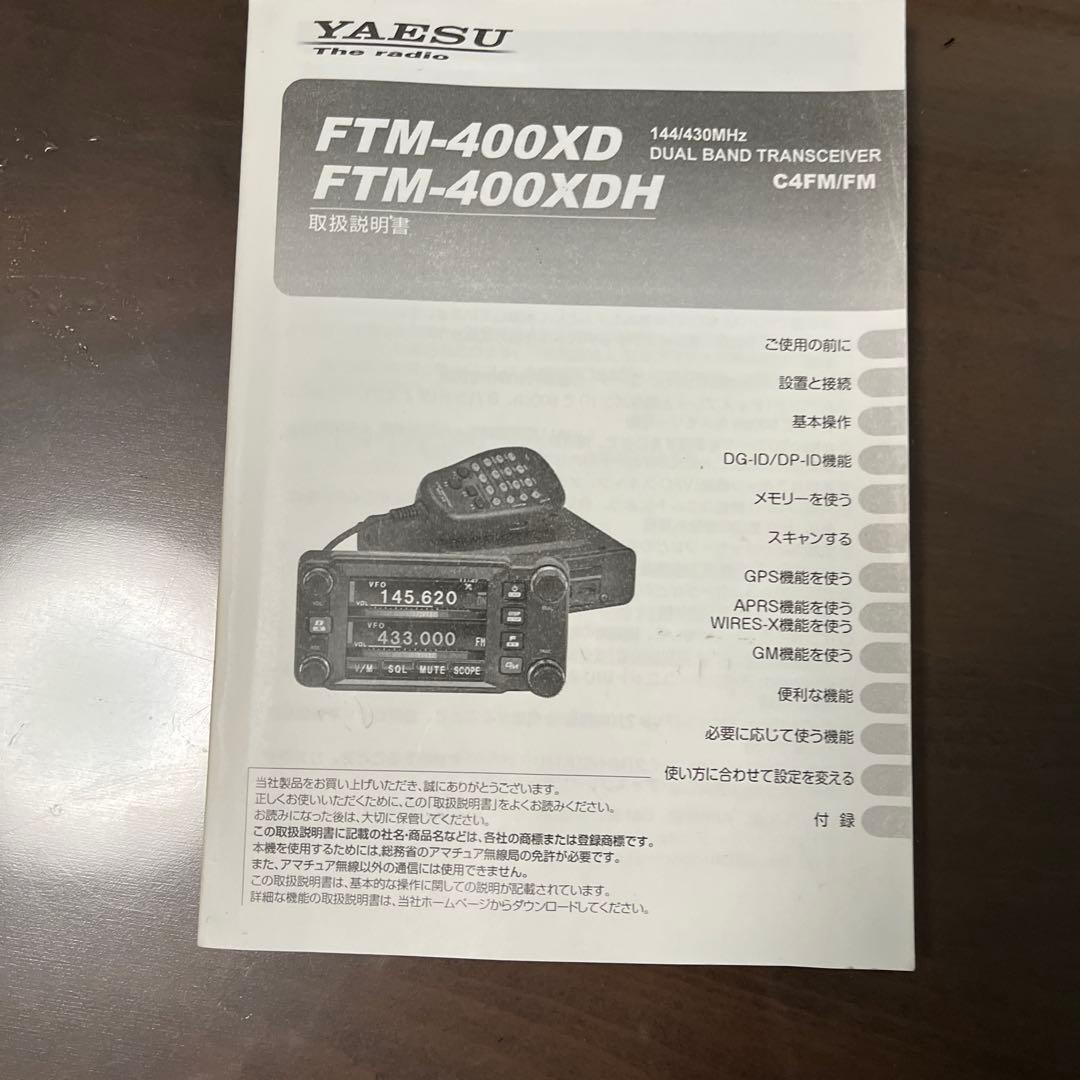 YAESU
The radio
FTM-400XD
FTM-400XDH
144/430MHz
DUAL BAND TRANSCEIVER
C4FM/FM
取扱説明書
ご使用の前に
設置と接続
基本操作
DG-ID/DP-ID機能
メモリーを使う
スキャンする
GPS機能を使う
APRS機能を使う
WIRES-X機能を使う
GM機能を使う
便利な機能
必要に応じて使う機能
使い方に合わせて設定を変える
付 録
VFO
VOL 145.620
VFO
VOL 433.000 FM
V/M SQL MUTE SCOPE
当社製品をお買い上げいただき、誠にありがとうございます。
正しくお使いいただくために、この「取扱説明書」をよくお読みください。
お読みになった後は、大切に保管してください。
この取扱説明書に記載の社名・商品名などは、各社の商標または登録商標です。
本機を使用するためには、総務省のアマチュア無線局の免許が必要です。
また、アマチュア無線以外の通信には使用できません。
この取扱説明書は、基本的な操作に関しての説明が記載されています。
詳細な機能の取扱説明書は、当社ホームページからダウンロードしてください。